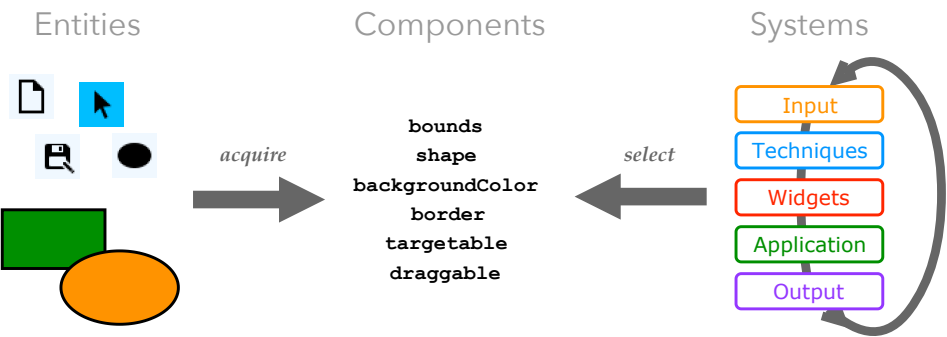 Entities
Components
Systems
acquire
bounds
shape
backgroundColor
border
targetable
draggable
select
Input
Techniques
Widgets
Application
Output